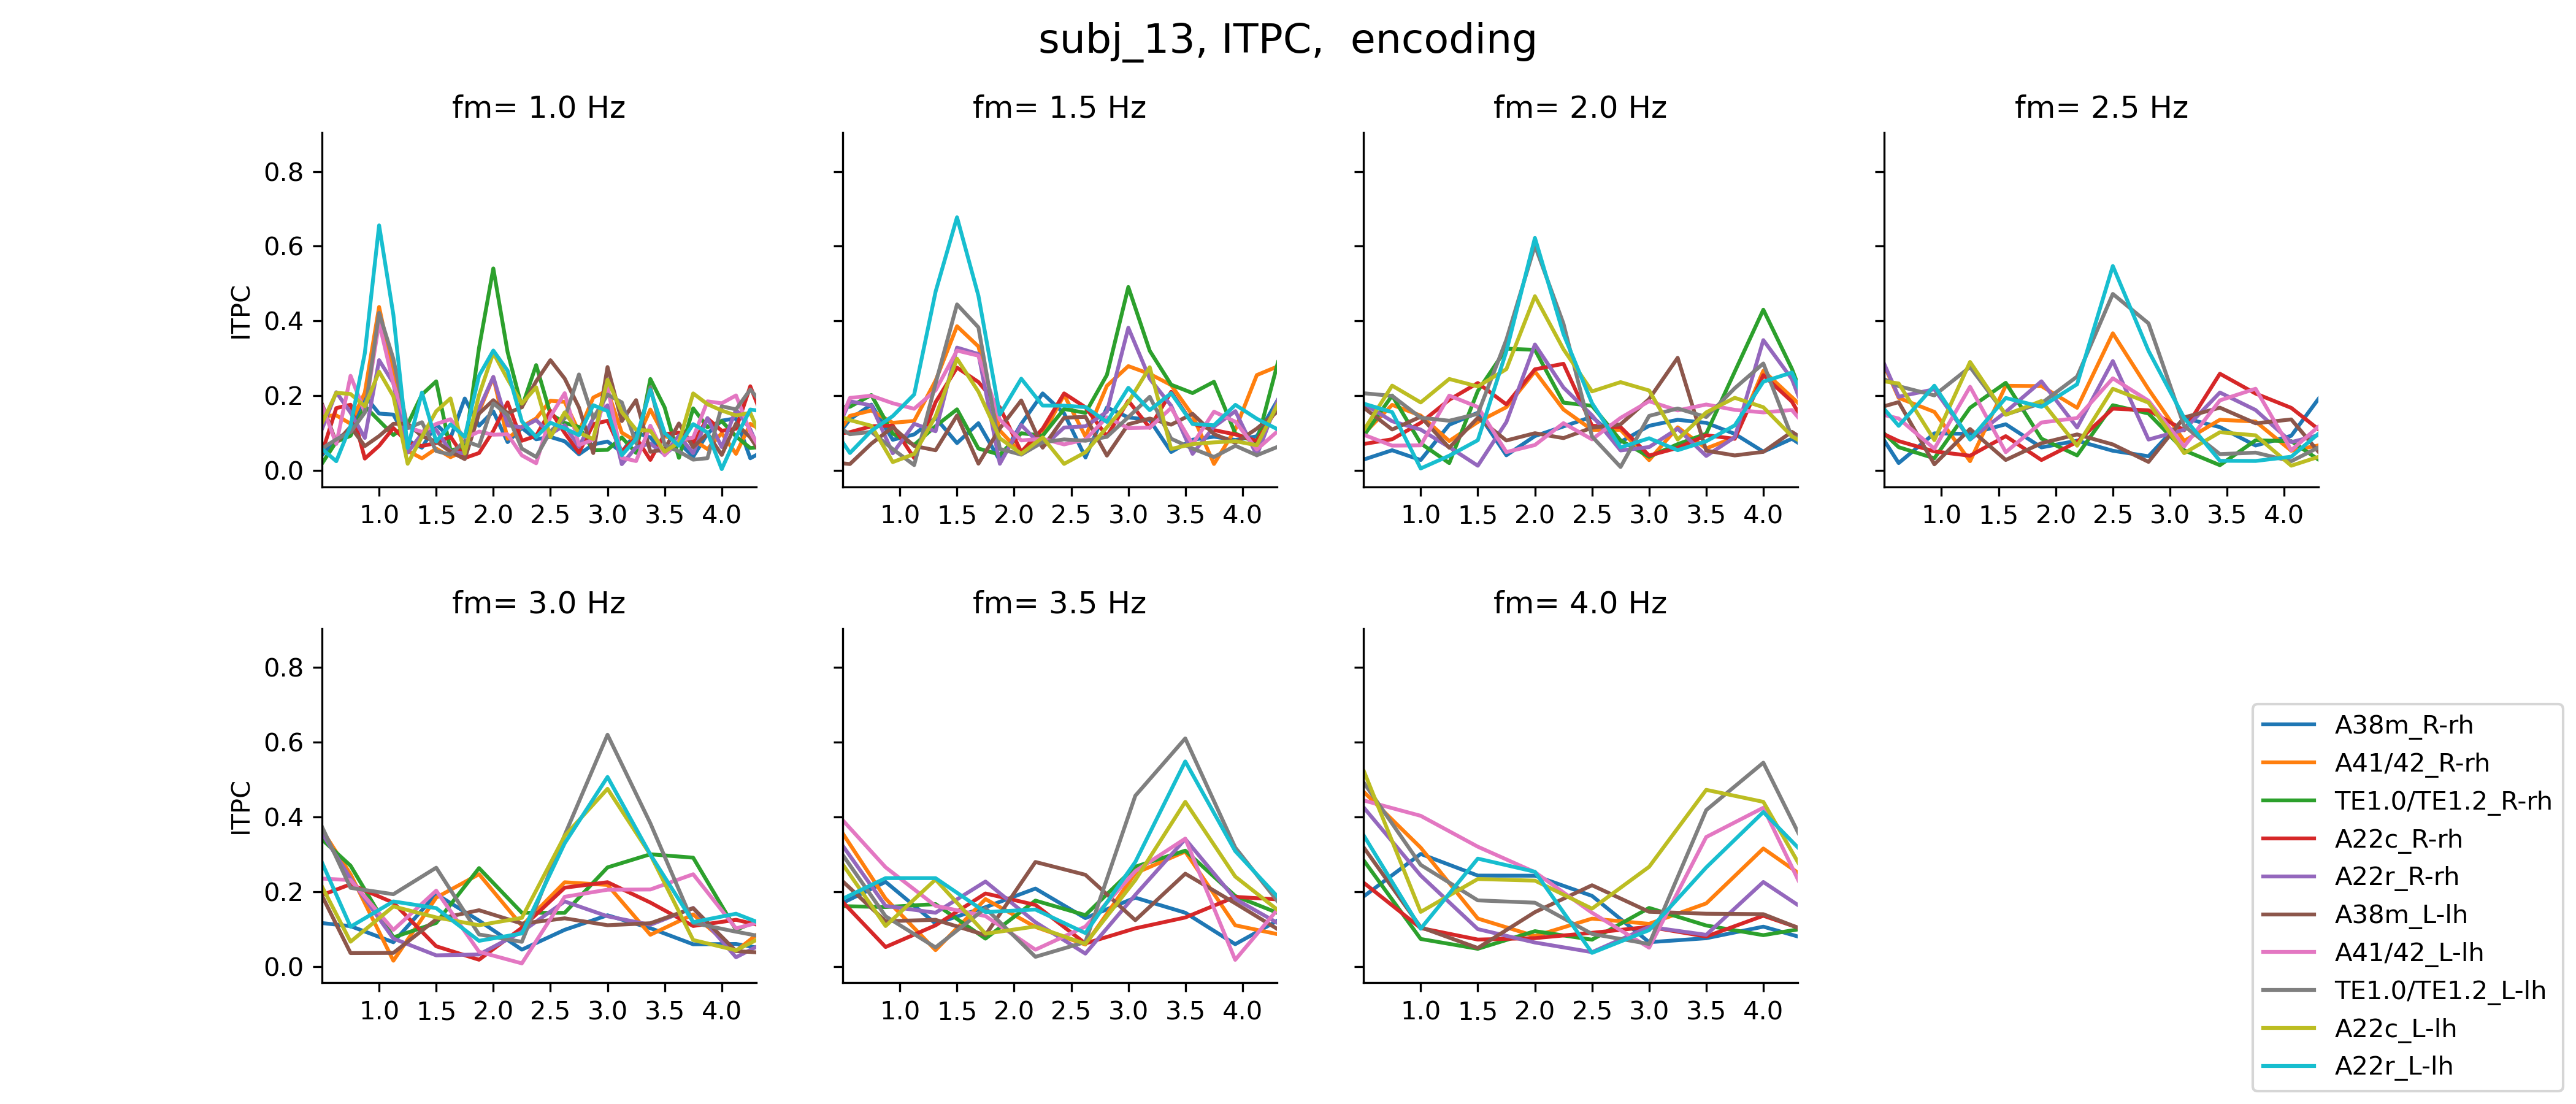 subj_13, ITPC,  encoding
fm= 1.0 Hz
fm= 1.5 Hz
fm= 2.0 Hz
fm= 2.5 Hz
ITPC
0.8
0.6
0.4
0.2
0.0
1.0 1.5 2.0 2.5 3.0 3.5 4.0
1.0 1.5 2.0 2.5 3.0 3.5 4.0
1.0 1.5 2.0 2.5 3.0 3.5 4.0
1.0 1.5 2.0 2.5 3.0 3.5 4.0
fm= 3.0 Hz
fm= 3.5 Hz
fm= 4.0 Hz
ITPC
0.8
0.6
0.4
0.2
0.0
1.0 1.5 2.0 2.5 3.0 3.5 4.0
1.0 1.5 2.0 2.5 3.0 3.5 4.0
1.0 1.5 2.0 2.5 3.0 3.5 4.0
A38m_R-rh
A41/42_R-rh
TE1.0/TE1.2_R-rh
A22c_R-rh
A22r_R-rh
A38m_L-lh
A41/42_L-lh
TE1.0/TE1.2_L-lh
A22c_L-lh
A22r_L-lh